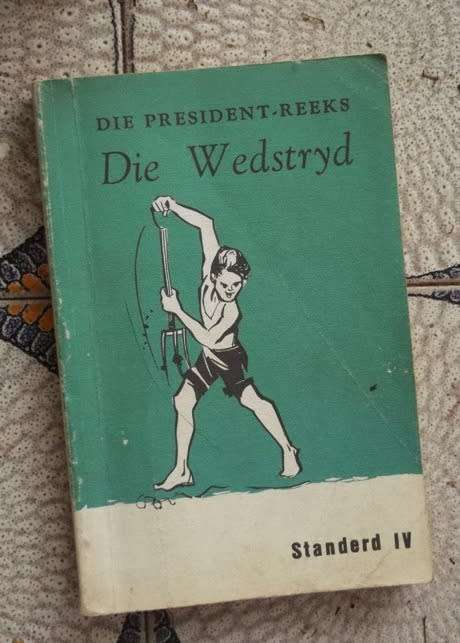 DIE PRESIDENT-REEKS
Die Wedstryd
Standerd IV